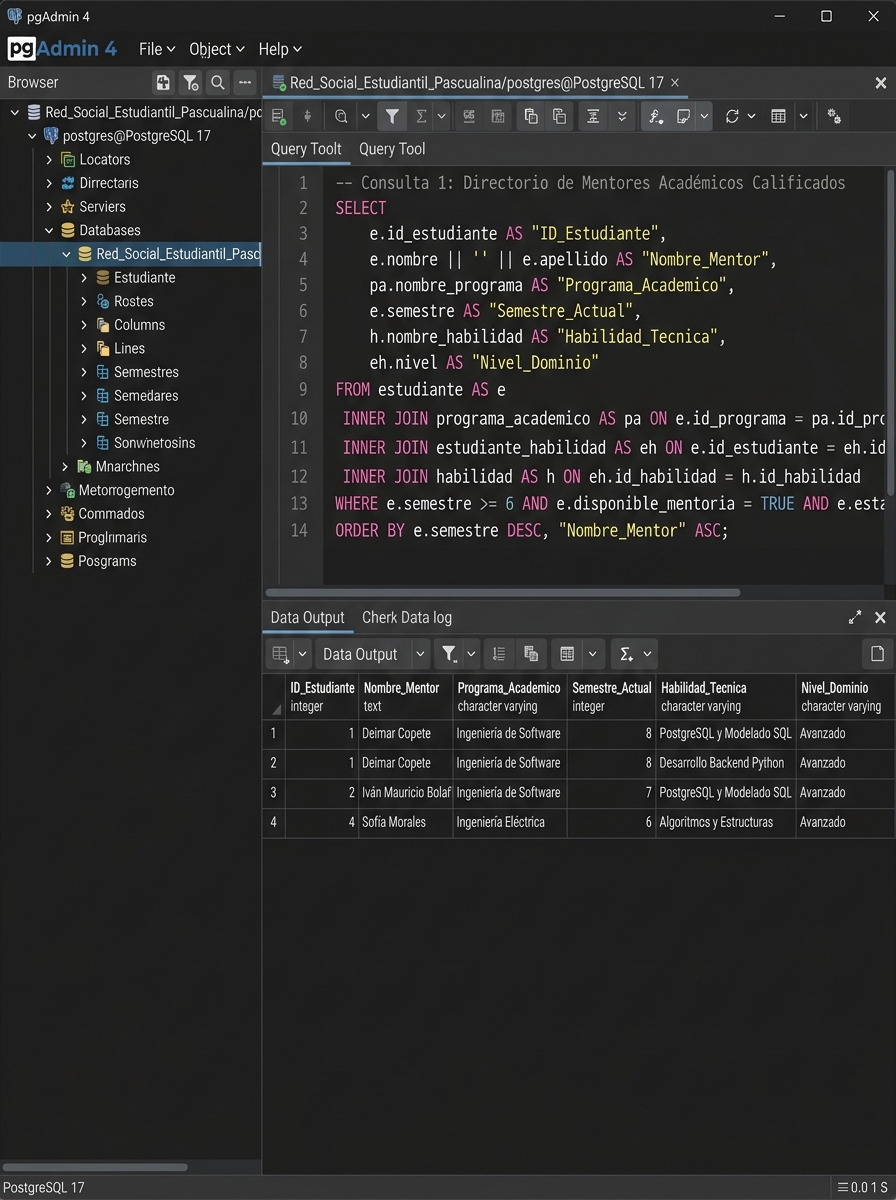 pgAdmin 4
pgAdmin 4 File Object Help
Browser
Red_Social_Estudiantil_Pascualina/po
postgres@PostgreSQL 17
Locators
Dirrectaris
Serviers
Databases
Red_Social_Estudiantil_Pasc
Estudiante
Rostes
Columns
Lines
Semestres
Semedares
Semestre
Sonwnetosins
Mnarchnes
Metorrogemento
Commados
Proglnmaris
Posgrams
Red_Social_Estudiantil_Pascualina/postgres@PostgreSQL 17
Query Toolt Query Tool
1 -- Consulta 1: Directorio de Mentores Académicos Calificados
2 SELECT
3 e.id_estudiante AS "ID_Estudiante",
4 e.nombre || '' || e.apellido AS "Nombre_Mentor",
5 pa.nombre_programa AS "Programa_Academico",
6 e.semestre AS "Semestre_Actual",
7 h.nombre_habilidad AS "Habilidad_Tecnica",
8 eh.nivel AS "Nivel_Dominio"
9 FROM estudiante AS e
10 INNER JOIN programa_academico AS pa ON e.id_programa = pa.id_pro
11 INNER JOIN estudiante_habilidad AS eh ON e.id_estudiante = eh.id
12 INNER JOIN habilidad AS h ON eh.id_habilidad = h.id_habilidad
13 WHERE e.semestre >= 6 AND e.disponible_mentoria = TRUE AND e.esta
14 ORDER BY e.semestre DESC, "Nombre_Mentor" ASC;
Data Output Cherk Data log
Data Output
ID_Estudiante Nombre_Mentor Programa_Academico Semestre_Actual Habilidad_Tecnica Nivel_Dominio
integer text character varying integer character varying character varying
1 1 Deimar Copete Ingeniería de Software 8 PostgreSQL y Modelado SQL Avanzado
2 1 Deimar Copete Ingeniería de Software 8 Desarrollo Backend Python Avanzado
3 2 Iván Mauricio Bolaf Ingeniería de Software 7 PostgreSQL y Modelado SQL Avanzado
4 4 Sofía Morales Ingeniería Eléctrica 6 Algoritmos y Estructuras Avanzado
PostgreSQL 17
0.0 1 S